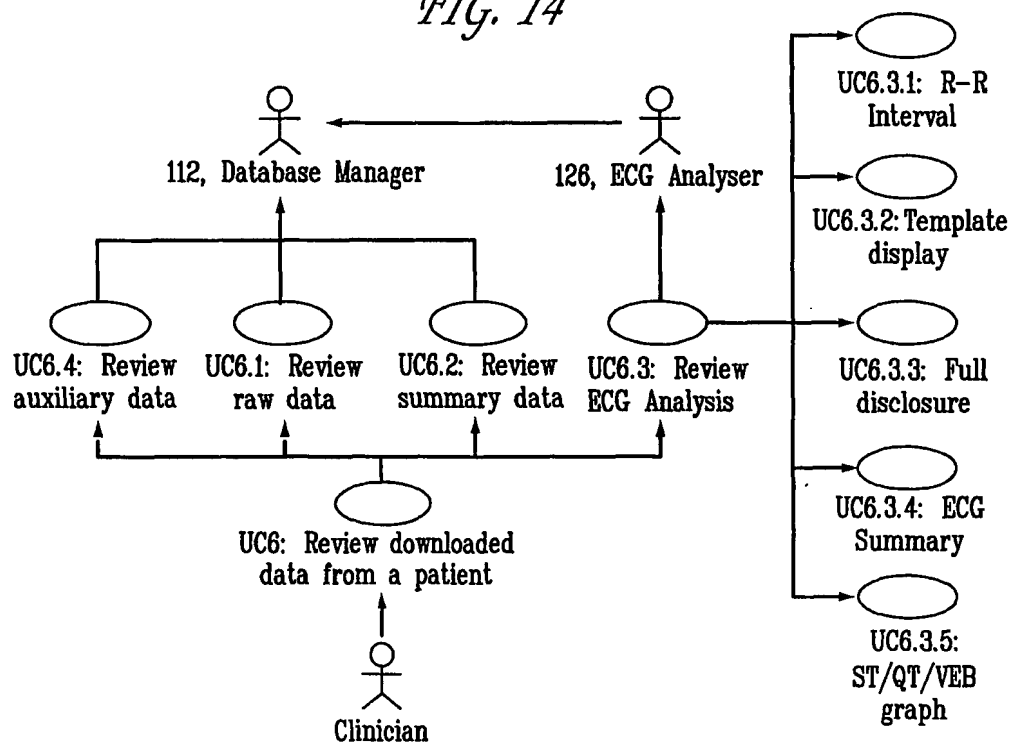 FIG. 14
UC6.3.1: R-R
Interval
112, Database Manager
126, ECG Analyser
UC6.3.2: Template
display
UC6.4: Review
auxiliary data
UC6.1: Review
raw data
UC6.2: Review
summary data
UC6.3: Review
ECG Analysis
UC6.3.3: Full
disclosure
UC6.3.4: ECG
Summary
UC6: Review downloaded
data from a patient
UC6.3.5:
ST/QT/VEB
graph
Clinician